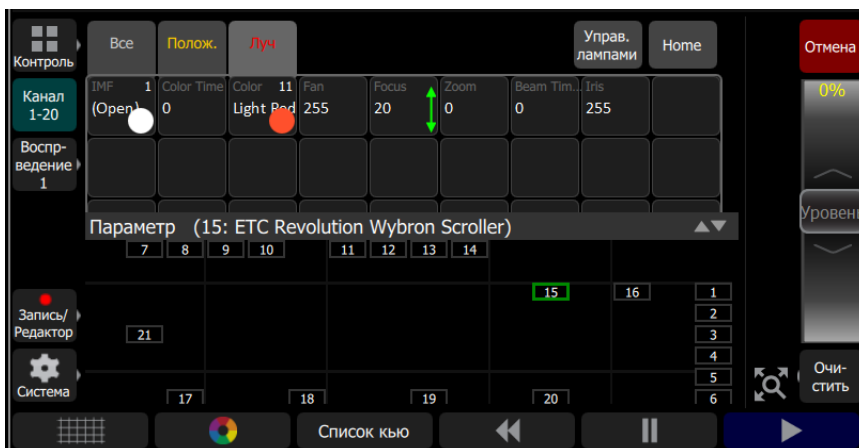 Контроль
Все
Полож.
Луч
Управ.
лампами
Home
Отмена
Канал
1-20
IMF 1
(Open)
Color Time
0
Color 11
Light Red
Fan
255
Focus
20
Zoom
0
Beam Tim...
0
Iris
255
0%
Воспр-
ведение
1
Уровень
Параметр (15: ETC Revolution Wybron Scroller)
7 8 9 10 11 12 13 14
15 16 1
2
21 3
4
5
17 18 19 20 6
Запись/
Редактор
Система
Очи-
стить
Список кью